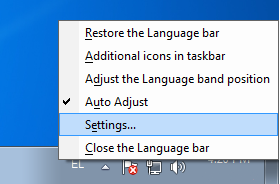 Restore the Language bar
Additional icons in taskbar
Adjust the Language band position
Auto Adjust
Settings...
Close the Language bar
EL